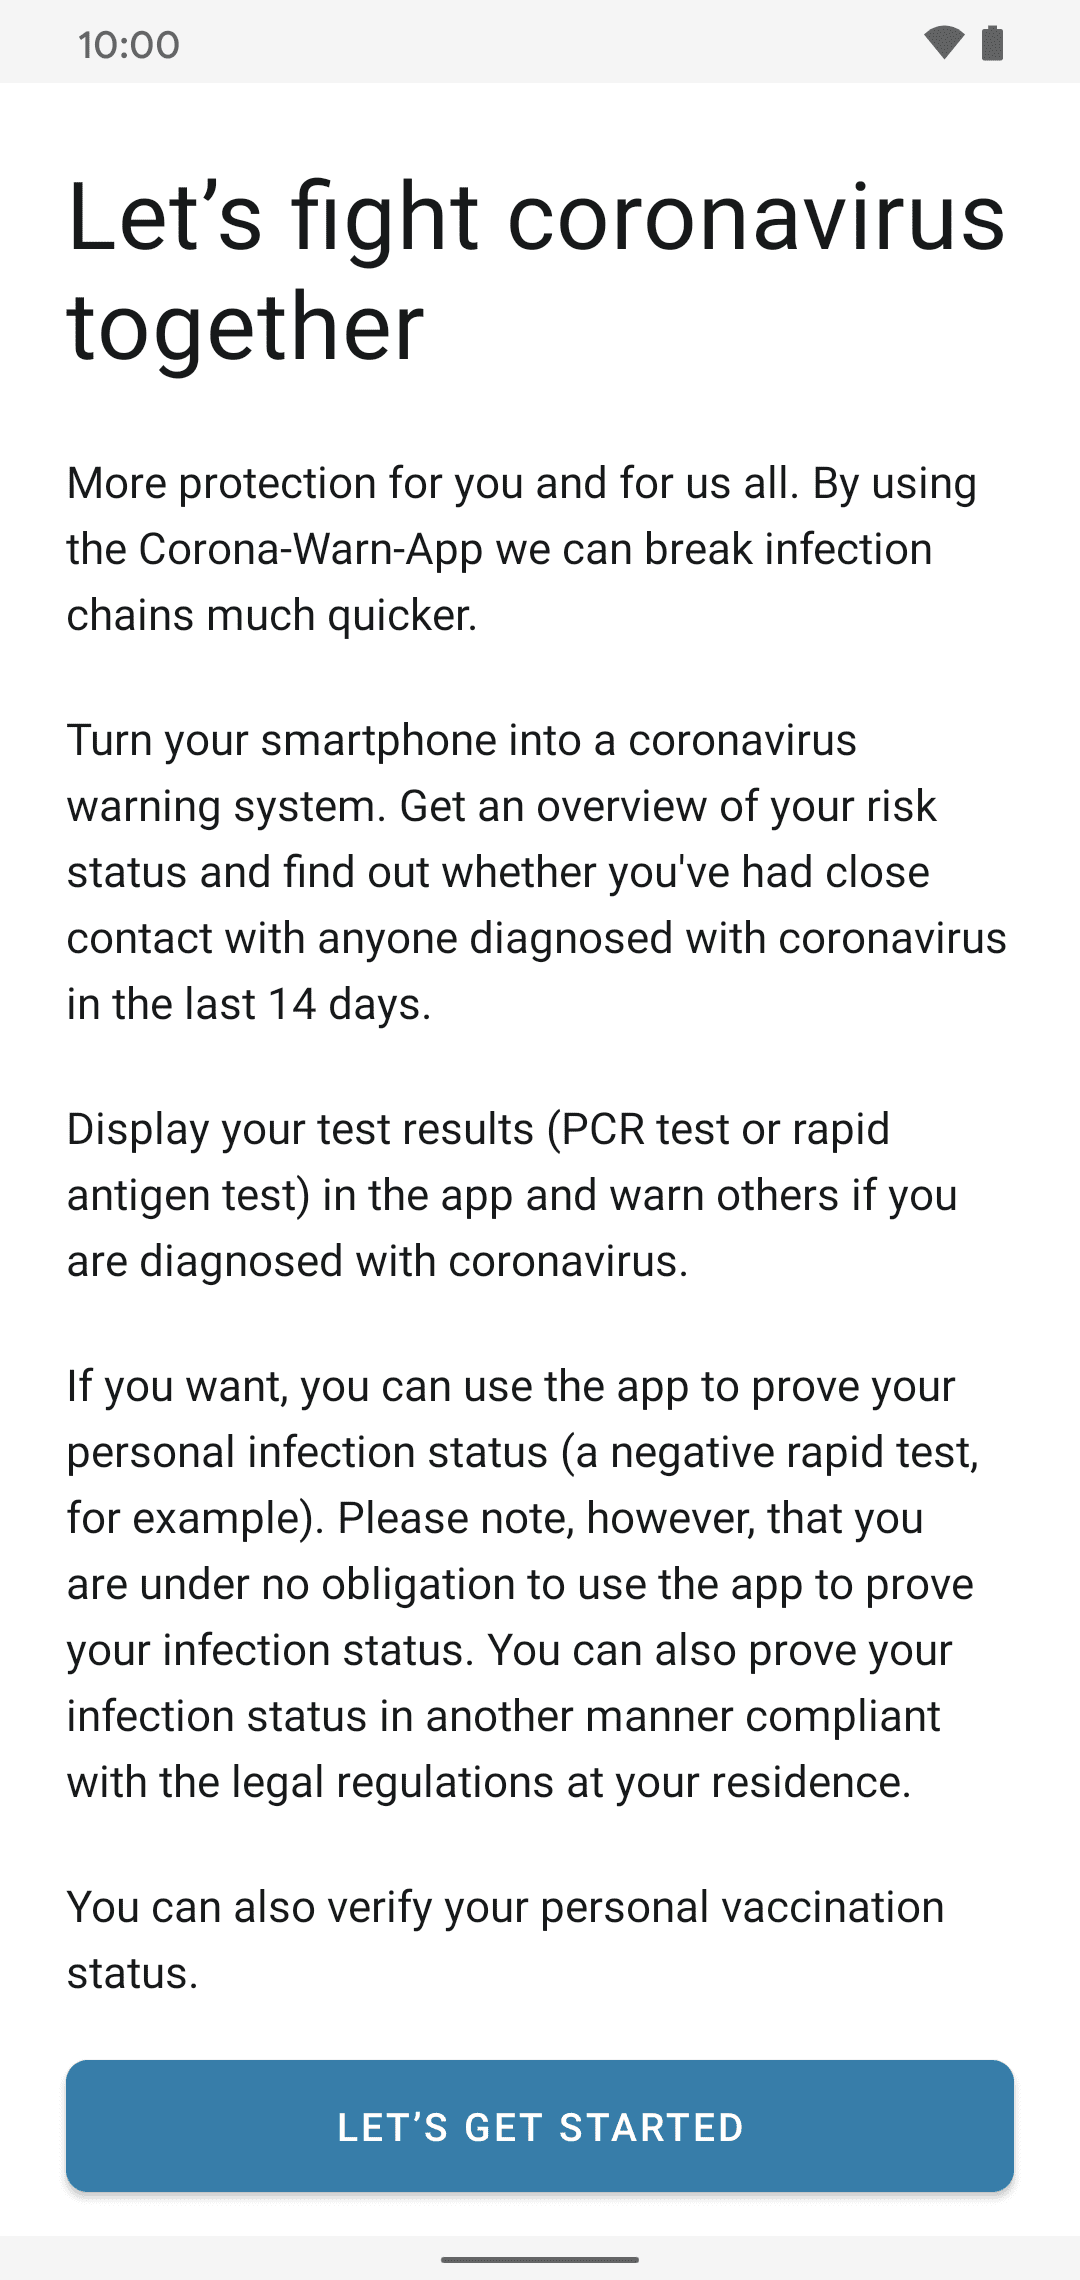 10:00
Let’s fight coronavirus
together
More protection for you and for us all. By using
the Corona-Warn-App we can break infection
chains much quicker.
Turn your smartphone into a coronavirus
warning system. Get an overview of your risk
status and find out whether you've had close
contact with anyone diagnosed with coronavirus
in the last 14 days.
Display your test results (PCR test or rapid
antigen test) in the app and warn others if you
are diagnosed with coronavirus.
If you want, you can use the app to prove your
personal infection status (a negative rapid test,
for example). Please note, however, that you
are under no obligation to use the app to prove
your infection status. You can also prove your
infection status in another manner compliant
with the legal regulations at your residence.
You can also verify your personal vaccination
status.
LET’S GET STARTED